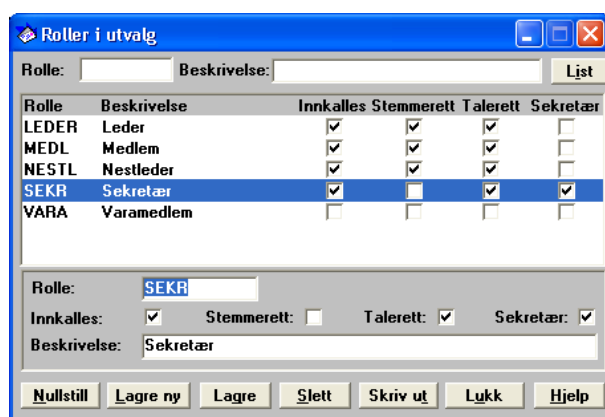 Roller i utvalg
Rolle: Beskrivelse: List
Rolle Beskrivelse Innkalles Stemmerett Talerett Sekretær
LEDER Leder
MEDL Medlem
NESTL Nestleder
SEKR Sekretær
VARA Varamedlem
Rolle: SEKR
Innkalles: Stemmerett: Talerett: Sekretær:
Beskrivelse: Sekretær
Nullstill Lagre ny Lagre Slett Skriv ut Lukk Hjelp